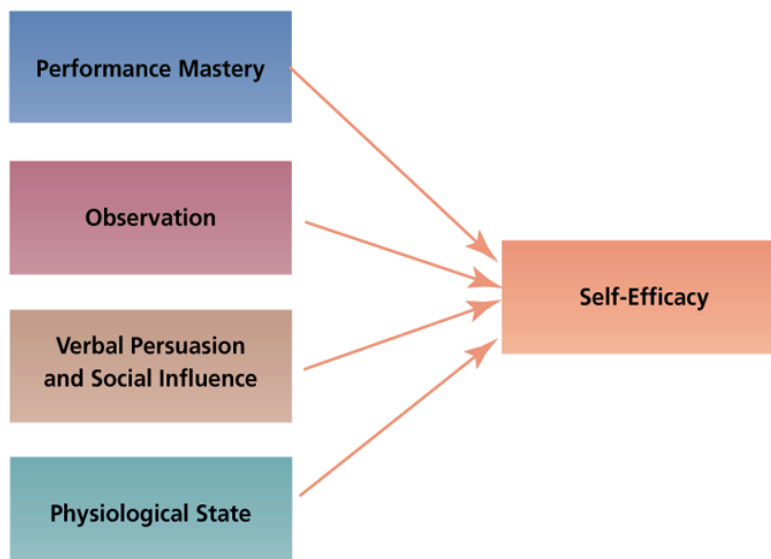 Performance Mastery
Observation
Verbal Persuasion
and Social Influence
Physiological State
Self-Efficacy